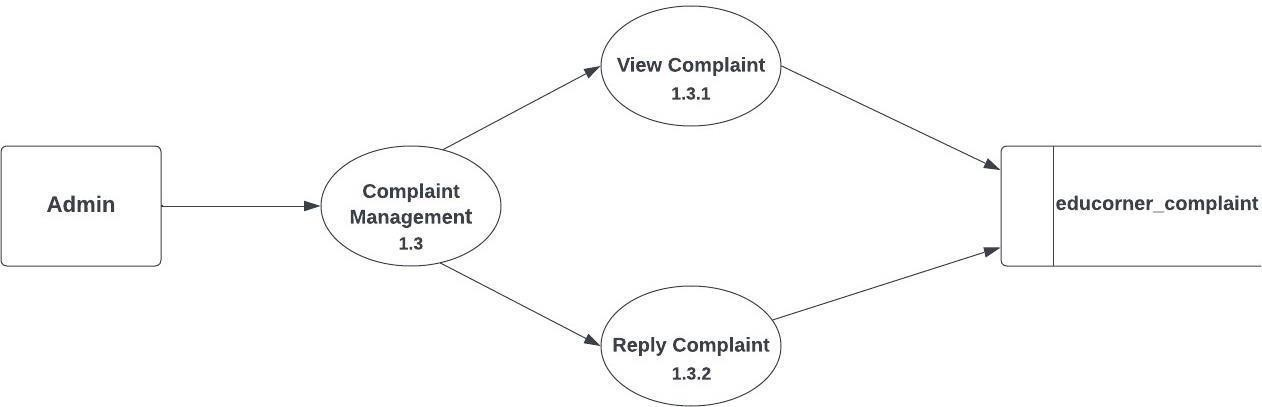 View Complaint
1.3.1
Admin
Complaint
Management
1.3
educorner_complaint
Reply Complaint
1.3.2